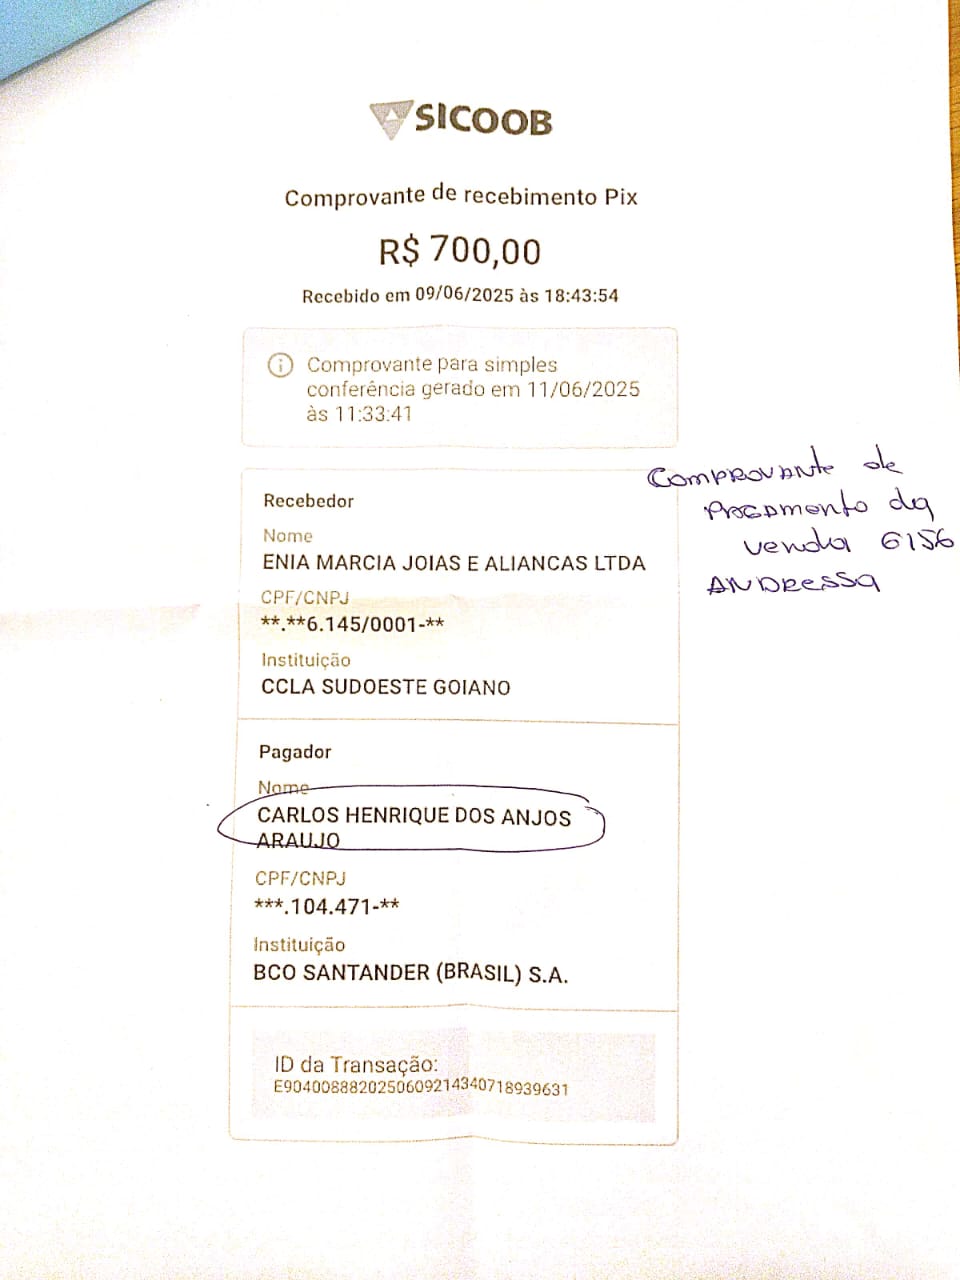 SICOOB
Comprovante de recebimento Pix
R$ 700,00
Recebido em 09/06/2025 às 18:43:54
Comprovante para simples
conferência gerado em 11/06/2025
às 11:33:41
Comprovante de
Pagamento da
venda 6156
Andressa
Recebedor
Nome
ENIA MARCIA JOIAS E ALIANCAS LTDA
CPF/CNPJ
**.**6.145/0001-**
Instituição
CCLA SUDOESTE GOIANO
Pagador
Nome
CARLOS HENRIQUE DOS ANJOS
ARAUJO
CPF/CNPJ
***.104.471-**
Instituição
BCO SANTANDER (BRASIL) S.A.
ID da Transação:
E9040088820250609214340718939631